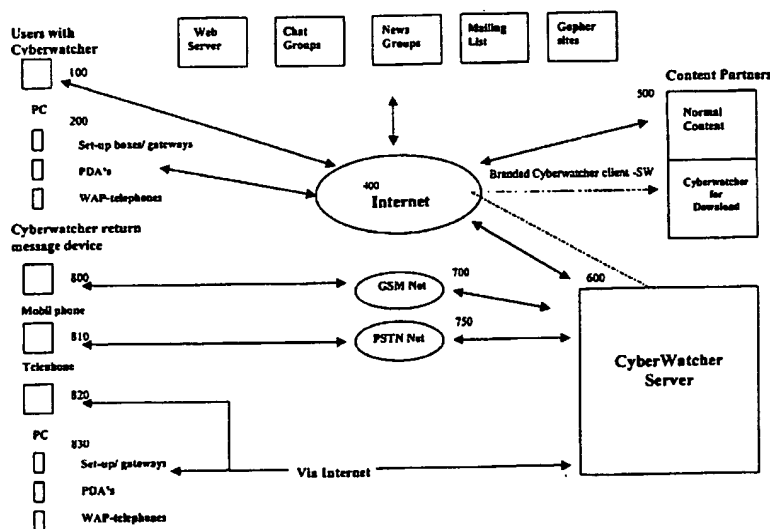 Users with
Cyberwatcher
100
PC
200
Set-up boxes/ gateways
PDA's
WAP-telephones
Web
Server
Chat
Groups
News
Groups
Mailing
List
Gopher
sites
Content Partners
500
Normal
Content
Cyberwatcher
for
Download
Branded Cyberwatcher client -SW
400
Internet
Cyberwatcher return
message device
800
Mobil phone
810
Telephone
820
PC
830
Set-up/ gateways
PDA's
WAP-telephones
GSM Net
700
PSTN Net
750
600
CyberWatcher
Server
Via Internet